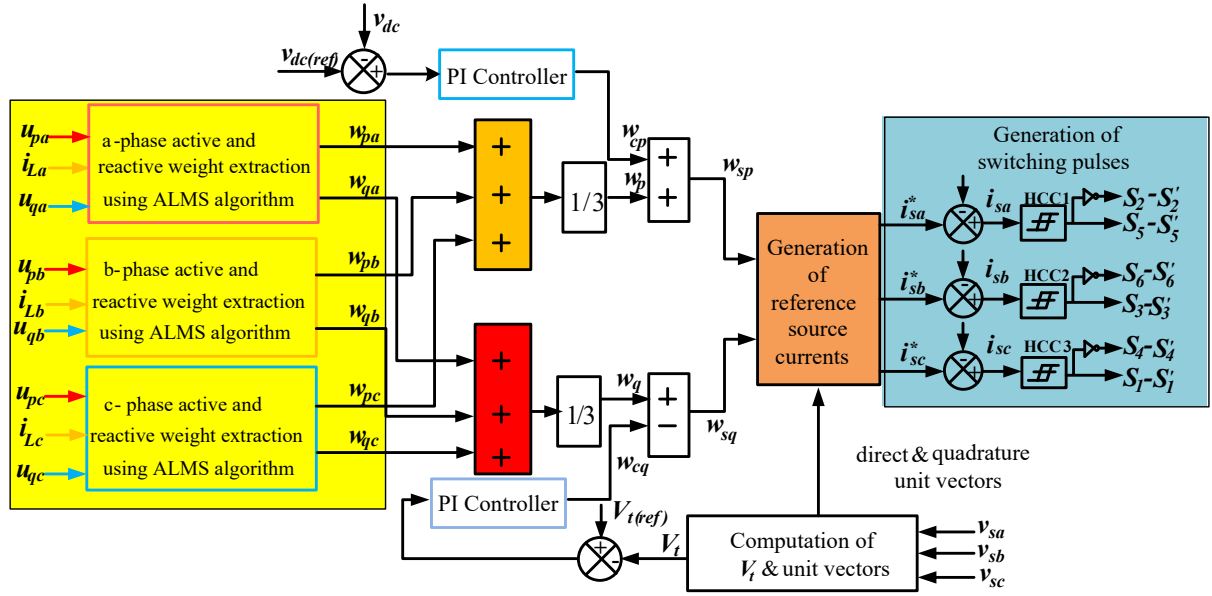 v_dc
v_dc(ref)
- +
PI Controller
u_pa
i_La
u_qa
a-phase active and
reactive weight extraction
using ALMS algorithm
w_pa
w_qa
u_pb
i_Lb
u_qb
b-phase active and
reactive weight extraction
using ALMS algorithm
w_pb
w_qb
u_pc
i_Lc
u_qc
c- phase active and
reactive weight extraction
using ALMS algorithm
w_pc
w_qc
+
+
+
1/3
w_cp
w_p
+
+
w_sp
+
+
+
1/3
w_q
w_cq
+
−
w_sq
PI Controller
V_t(ref)
+ -
V_t
Computation of
V_t & unit vectors
v_sa
v_sb
v_sc
direct & quadrature
unit vectors
Generation
of
reference
source
currents
Generation of
switching pulses
i*_sa
- +
i_sa
HCC1
S_2-S'_2
S_5-S'_5
i*_sb
- +
i_sb
HCC2
S_6-S'_6
S_3-S'_3
i*_sc
- +
i_sc
HCC3
S_4-S'_4
S_1-S'_1